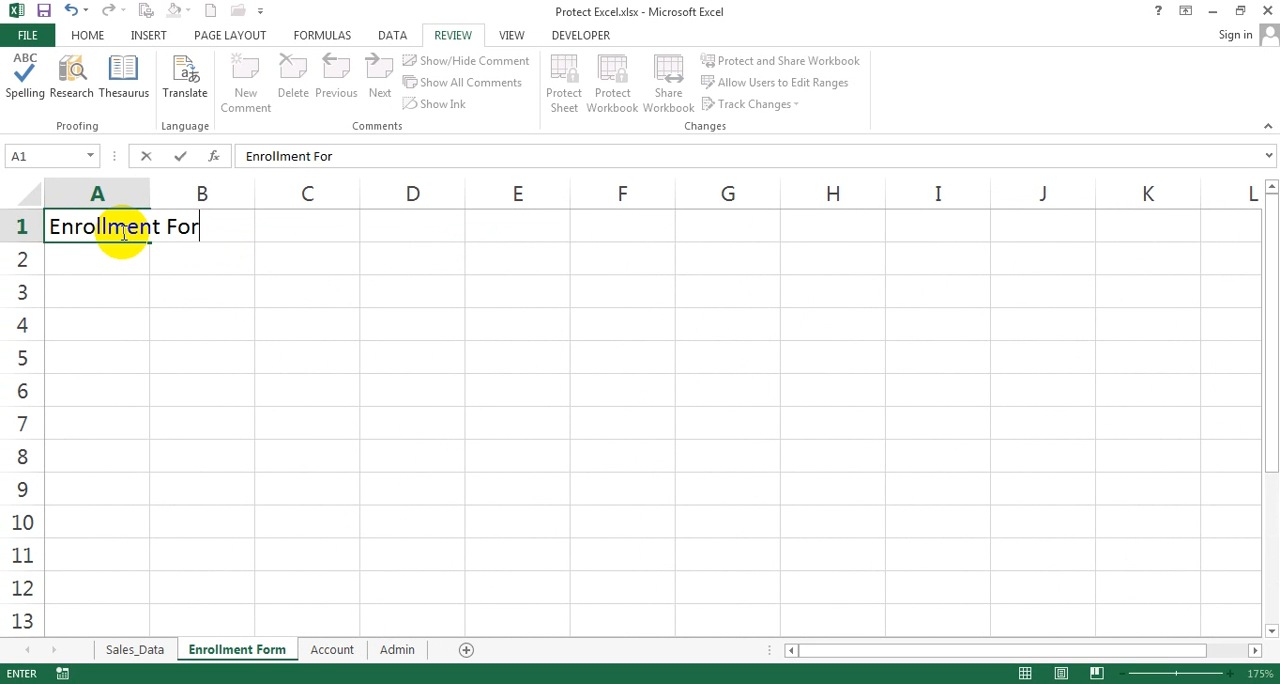 Protect Excel.xlsx - Microsoft Excel
?
FILE HOME INSERT PAGE LAYOUT FORMULAS DATA REVIEW VIEW DEVELOPER Sign in
ABC
Spelling Research Thesaurus
Proofing
Translate
Language
New Comment
Delete Previous Next
Show/Hide Comment
Show All Comments
Show Ink
Comments
Protect Sheet
Protect Workbook
Share Workbook
Protect and Share Workbook
Allow Users to Edit Ranges
Track Changes
Changes
A1 fx Enrollment For
A B C D E F G H I J K L
1 Enrollment For
2
3
4
5
6
7
8
9
10
11
12
13
Sales_Data Enrollment Form Account Admin
ENTER 175%